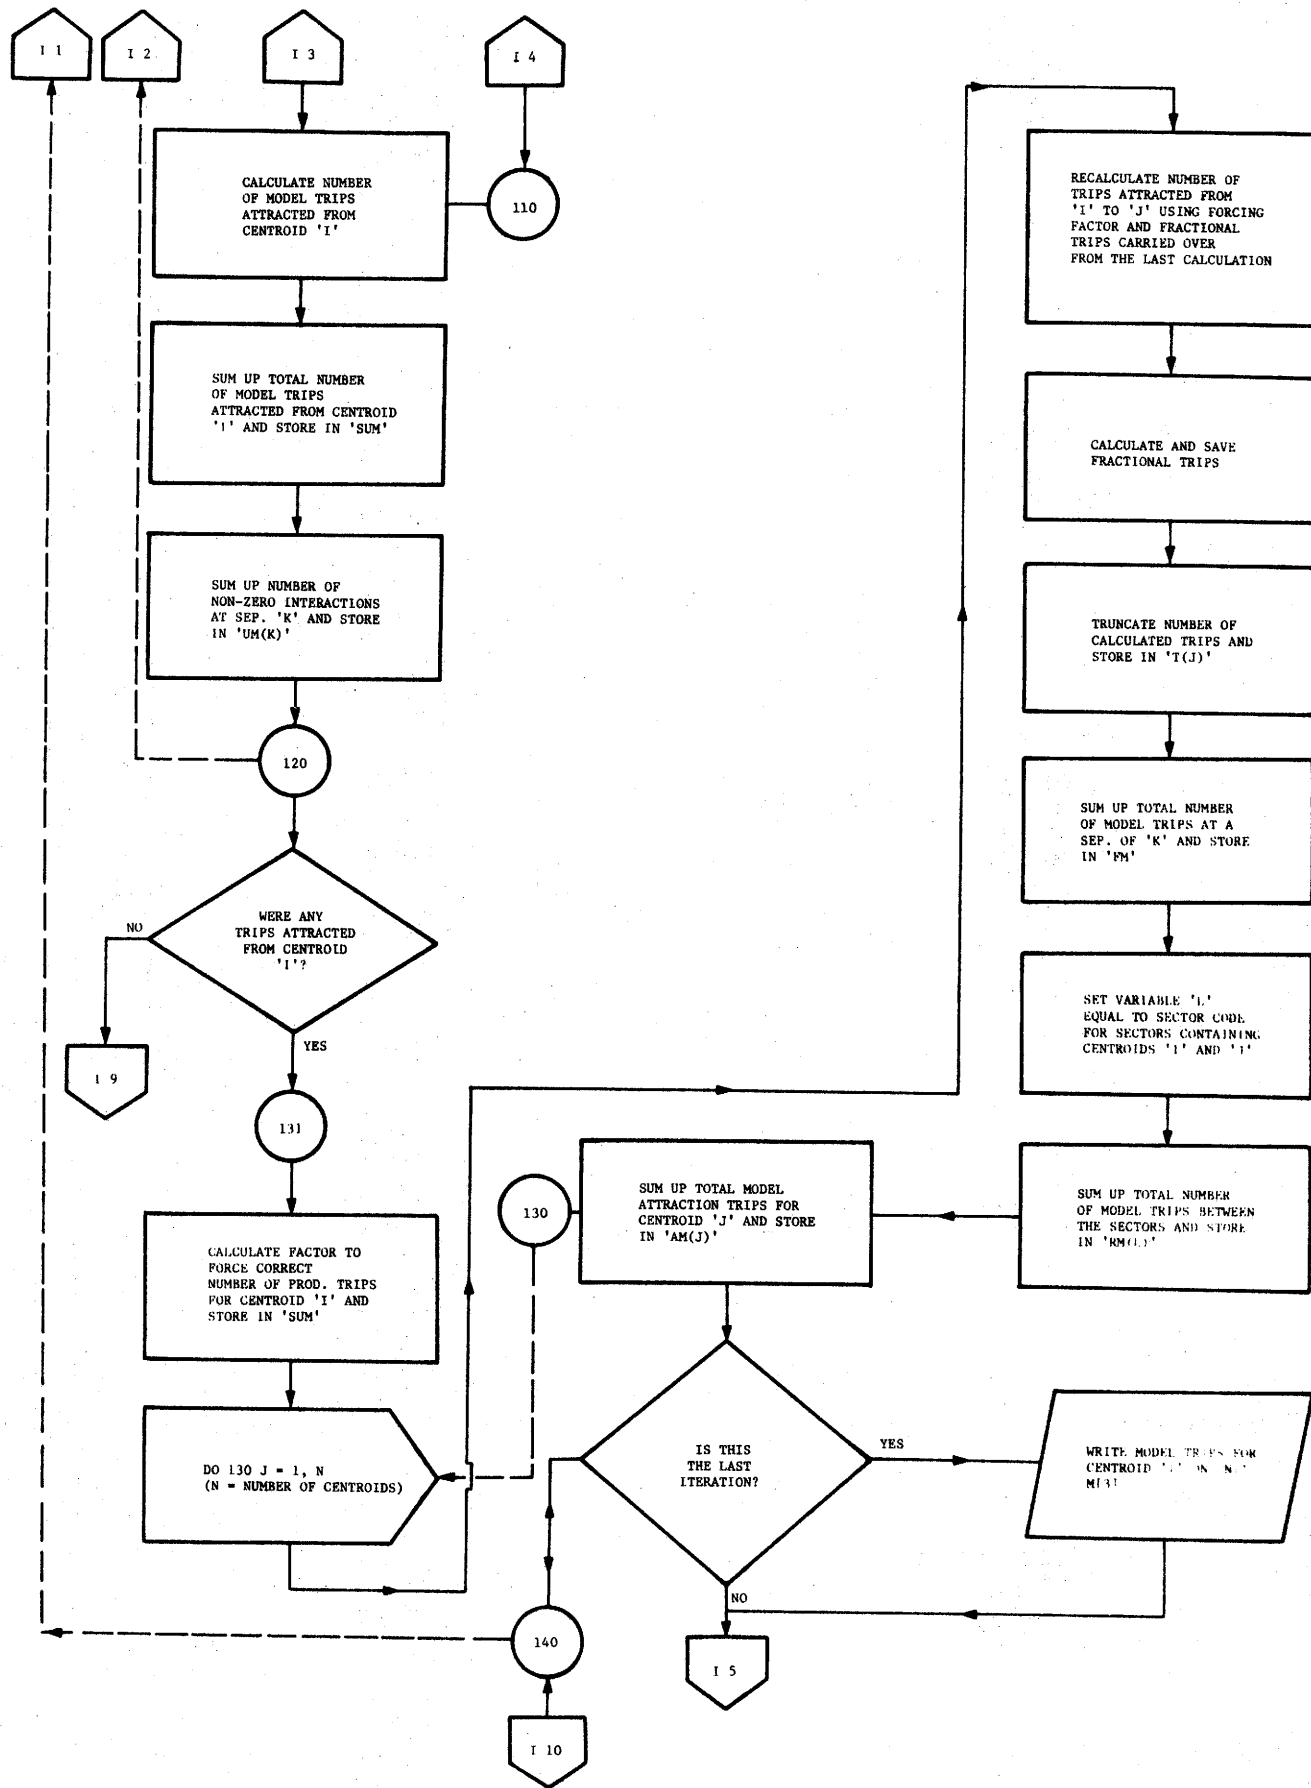 I 1
I 2
I 3
I 4
CALCULATE NUMBER
OF MODEL TRIPS
ATTRACTED FROM
CENTROID 'I'
110
SUM UP TOTAL NUMBER
OF MODEL TRIPS
ATTRACTED FROM CENTROID
'I' AND STORE IN 'SUM'
SUM UP NUMBER OF
NON-ZERO INTERACTIONS
AT SEP. 'K' AND STORE
IN 'UM(K)'
120
WERE ANY
TRIPS ATTRACTED
FROM CENTROID
'I'?
NO
YES
I 9
131
CALCULATE FACTOR TO
FORCE CORRECT
NUMBER OF PROD. TRIPS
FOR CENTROID 'I' AND
STORE IN 'SUM'
DO 130 J = 1, N
(N = NUMBER OF CENTROIDS)
RECALCULATE NUMBER OF
TRIPS ATTRACTED FROM
'I' TO 'J' USING FORCING
FACTOR AND FRACTIONAL
TRIPS CARRIED OVER
FROM THE LAST CALCULATION
CALCULATE AND SAVE
FRACTIONAL TRIPS
TRUNCATE NUMBER OF
CALCULATED TRIPS AND
STORE IN 'T(J)'
SUM UP TOTAL NUMBER
OF MODEL TRIPS AT A
SEP. OF 'K' AND STORE
IN 'FM'
SET VARIABLE 'L'
EQUAL TO SECTOR CODE
FOR SECTORS CONTAINING
CENTROIDS 'I' AND
SUM UP TOTAL NUMBER
OF MODEL TRIPS BETWEEN
THE SECTORS AND STORE
IN 'RM(L)'
130
SUM UP TOTAL MODEL
ATTRACTION TRIPS FOR
CENTROID 'J' AND STORE
IN 'AM(J)'
IS THIS
THE LAST
ITERATION?
YES
NO
WRITE MODEL TRIPS FOR
CENTROID
140
I 5
I 10